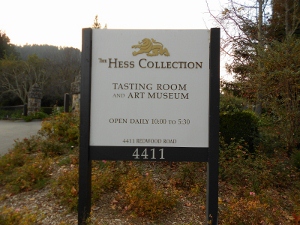 The Hess Collection
Tasting Room
and Art Museum
Open Daily 10:00 to 5:30
4411 Redwood Road
4411